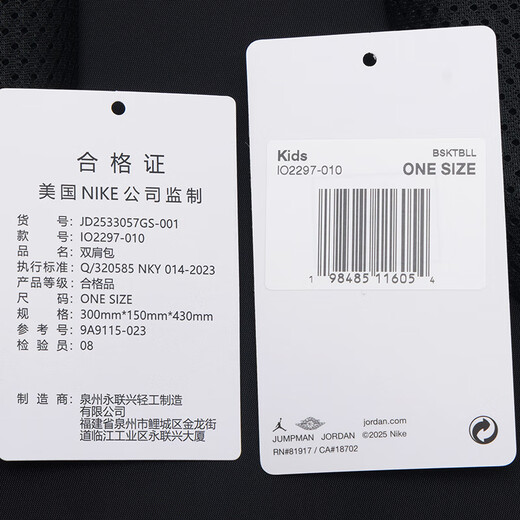 合格证
美国NIKE公司监制
货 号: JD2533057GS-001
款 号: IO2297-010
品 名: 双肩包
执行标准: Q/320585 NKY 014-2023
产品等级: 合格品
尺 码: ONE SIZE
规 格: 300mm*150mm*430mm
参 考 号: 9A9115-023
检 验 员: 08
制 造 商: 泉州永联兴轻工制造
有限公司
福建省泉州市鲤城区金龙街
道临江工业区永联兴大厦
Kids BSKTBLL
IO2297-010 ONE SIZE
1 98485 11605 4
JUMPMAN JORDAN
jordan.com
©2025 Nike
RN#81917 / CA#18702